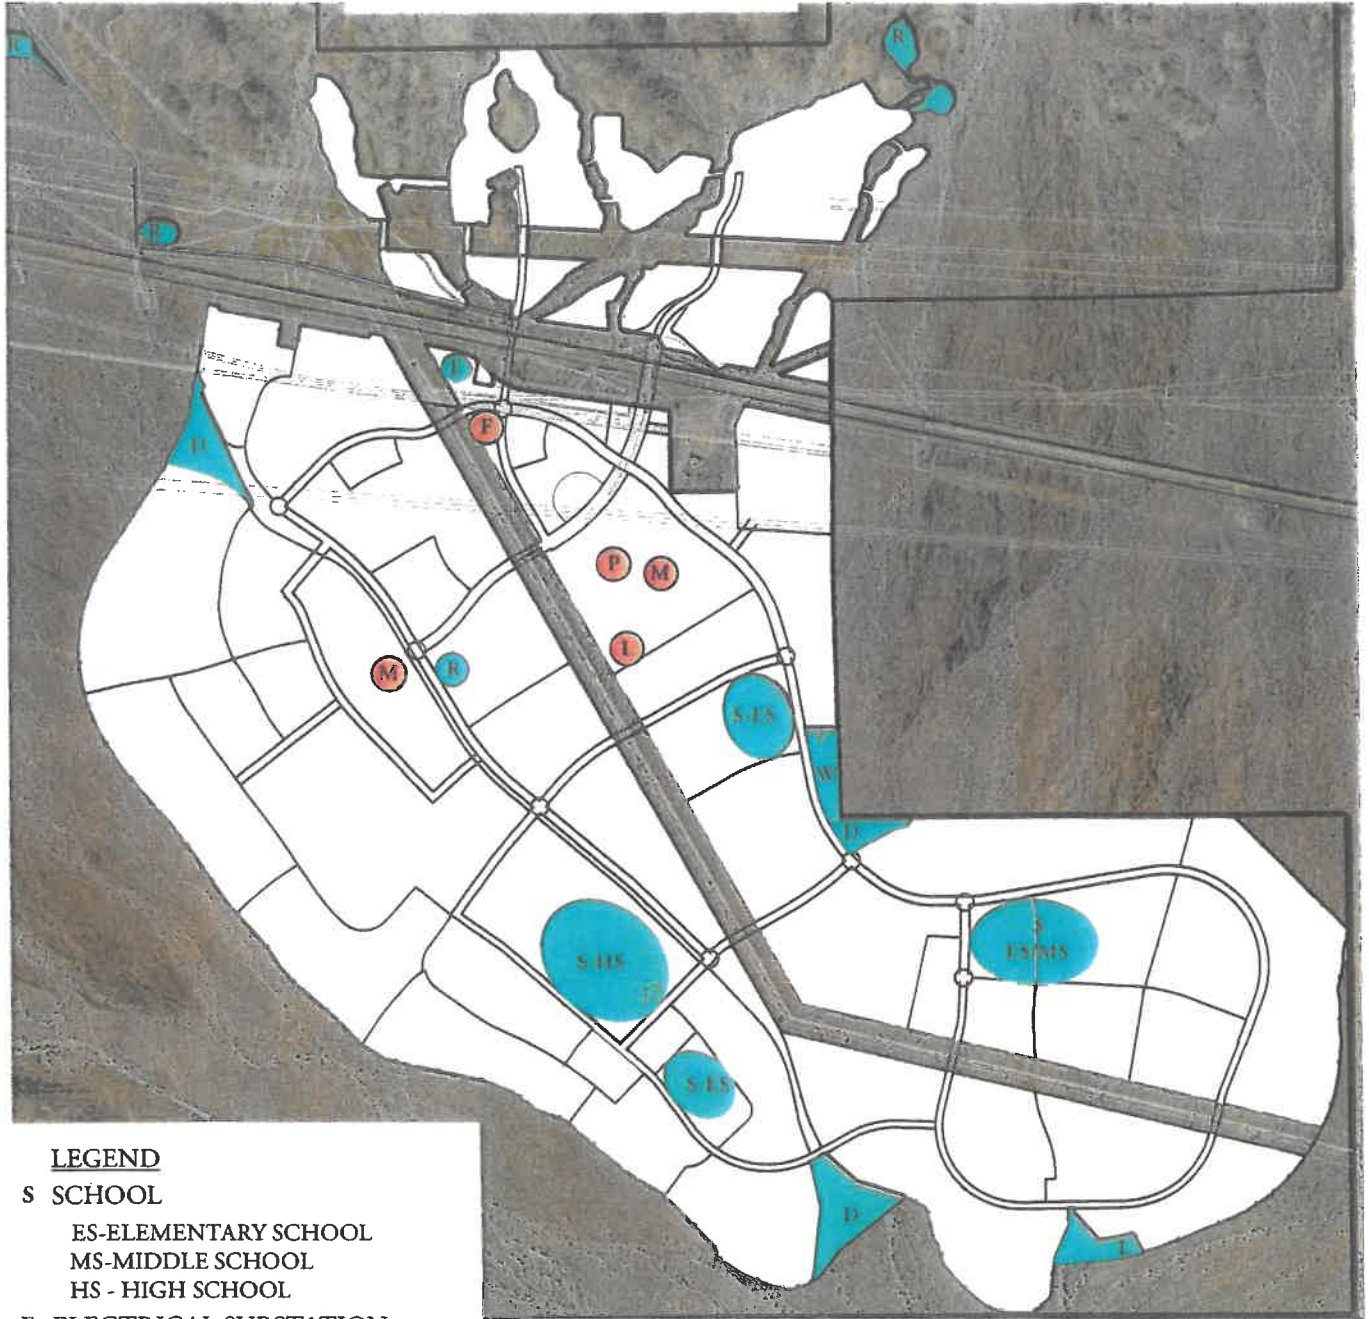 R
D
F
P
M
L
M
R
S-ES
W
D
S
ES/MS
S-HS
S-ES
D
LEGEND
S SCHOOL
ES-ELEMENTARY SCHOOL
MS-MIDDLE SCHOOL
HS - HIGH SCHOOL